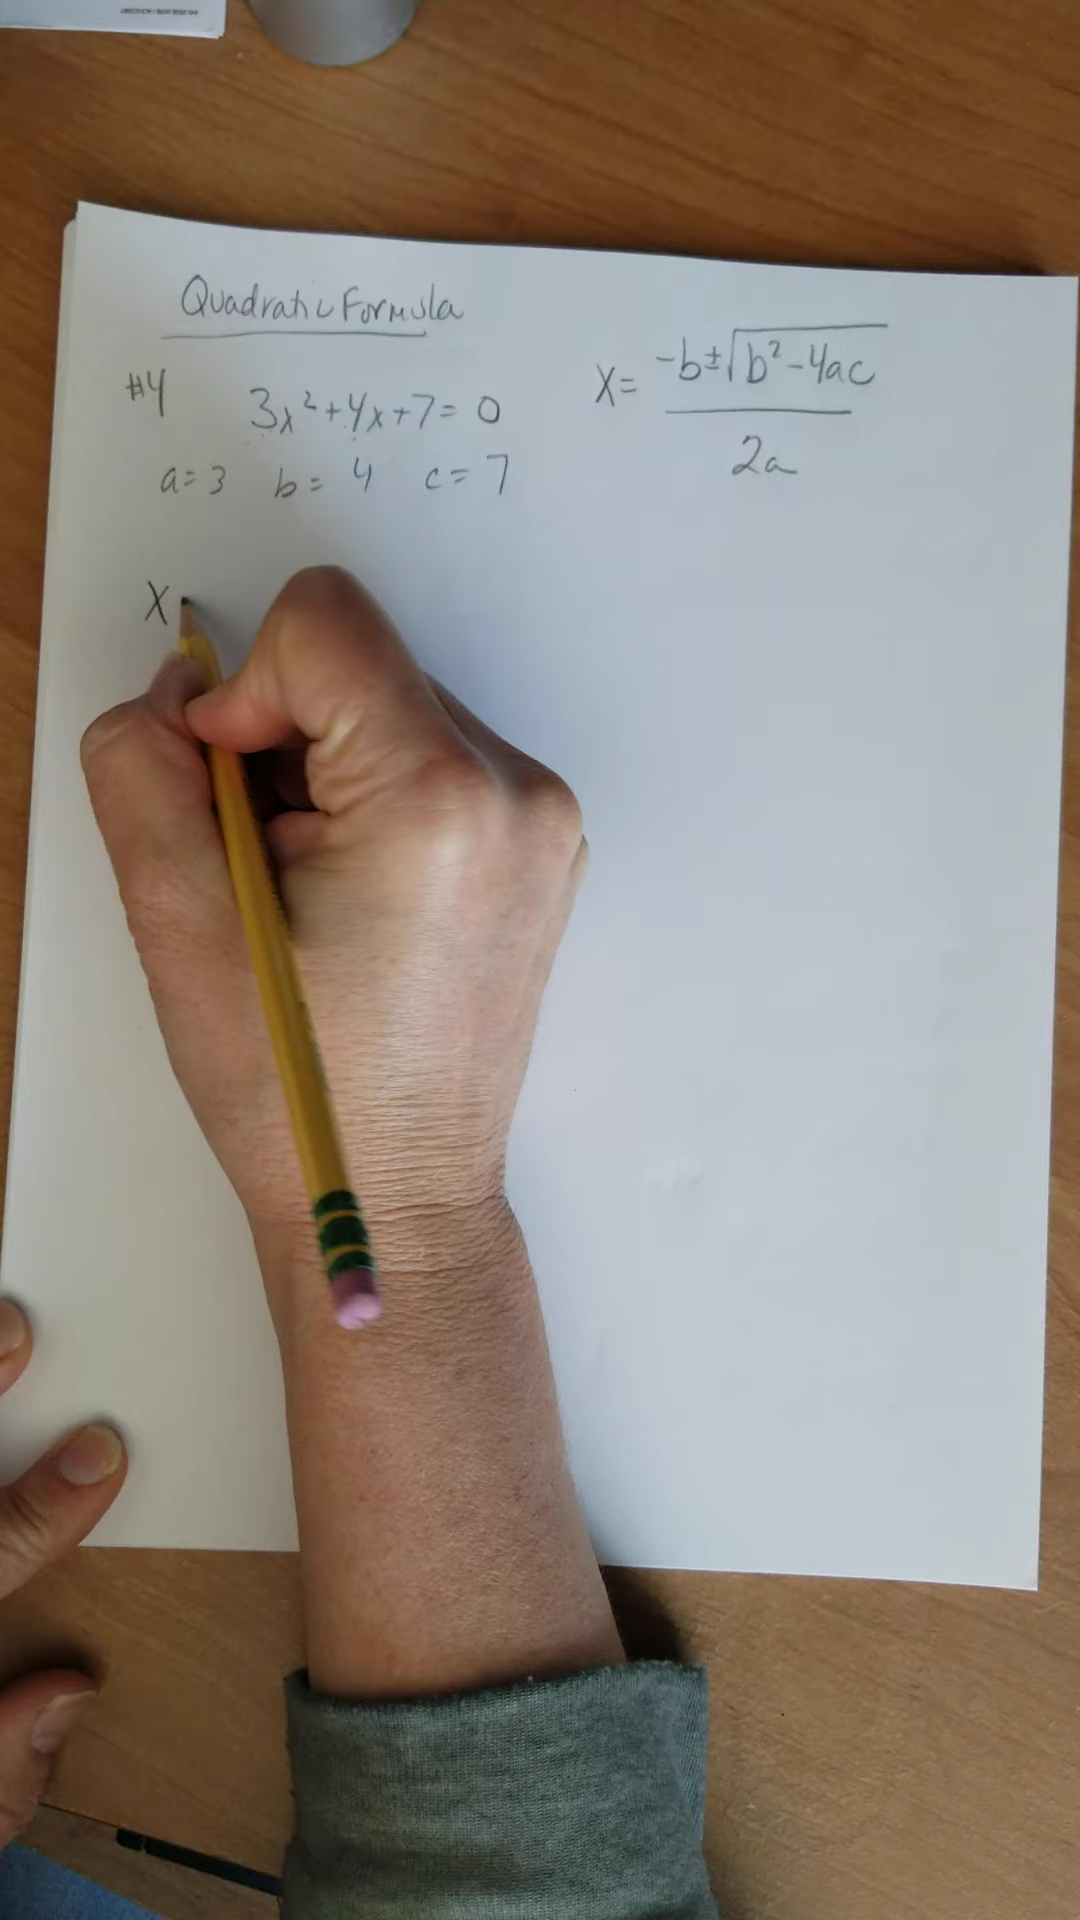 Quadratic Formula
#4 3x²+4x+7=0
x= -b±√b²-4ac
2a
a=3 b=4 c=7
X